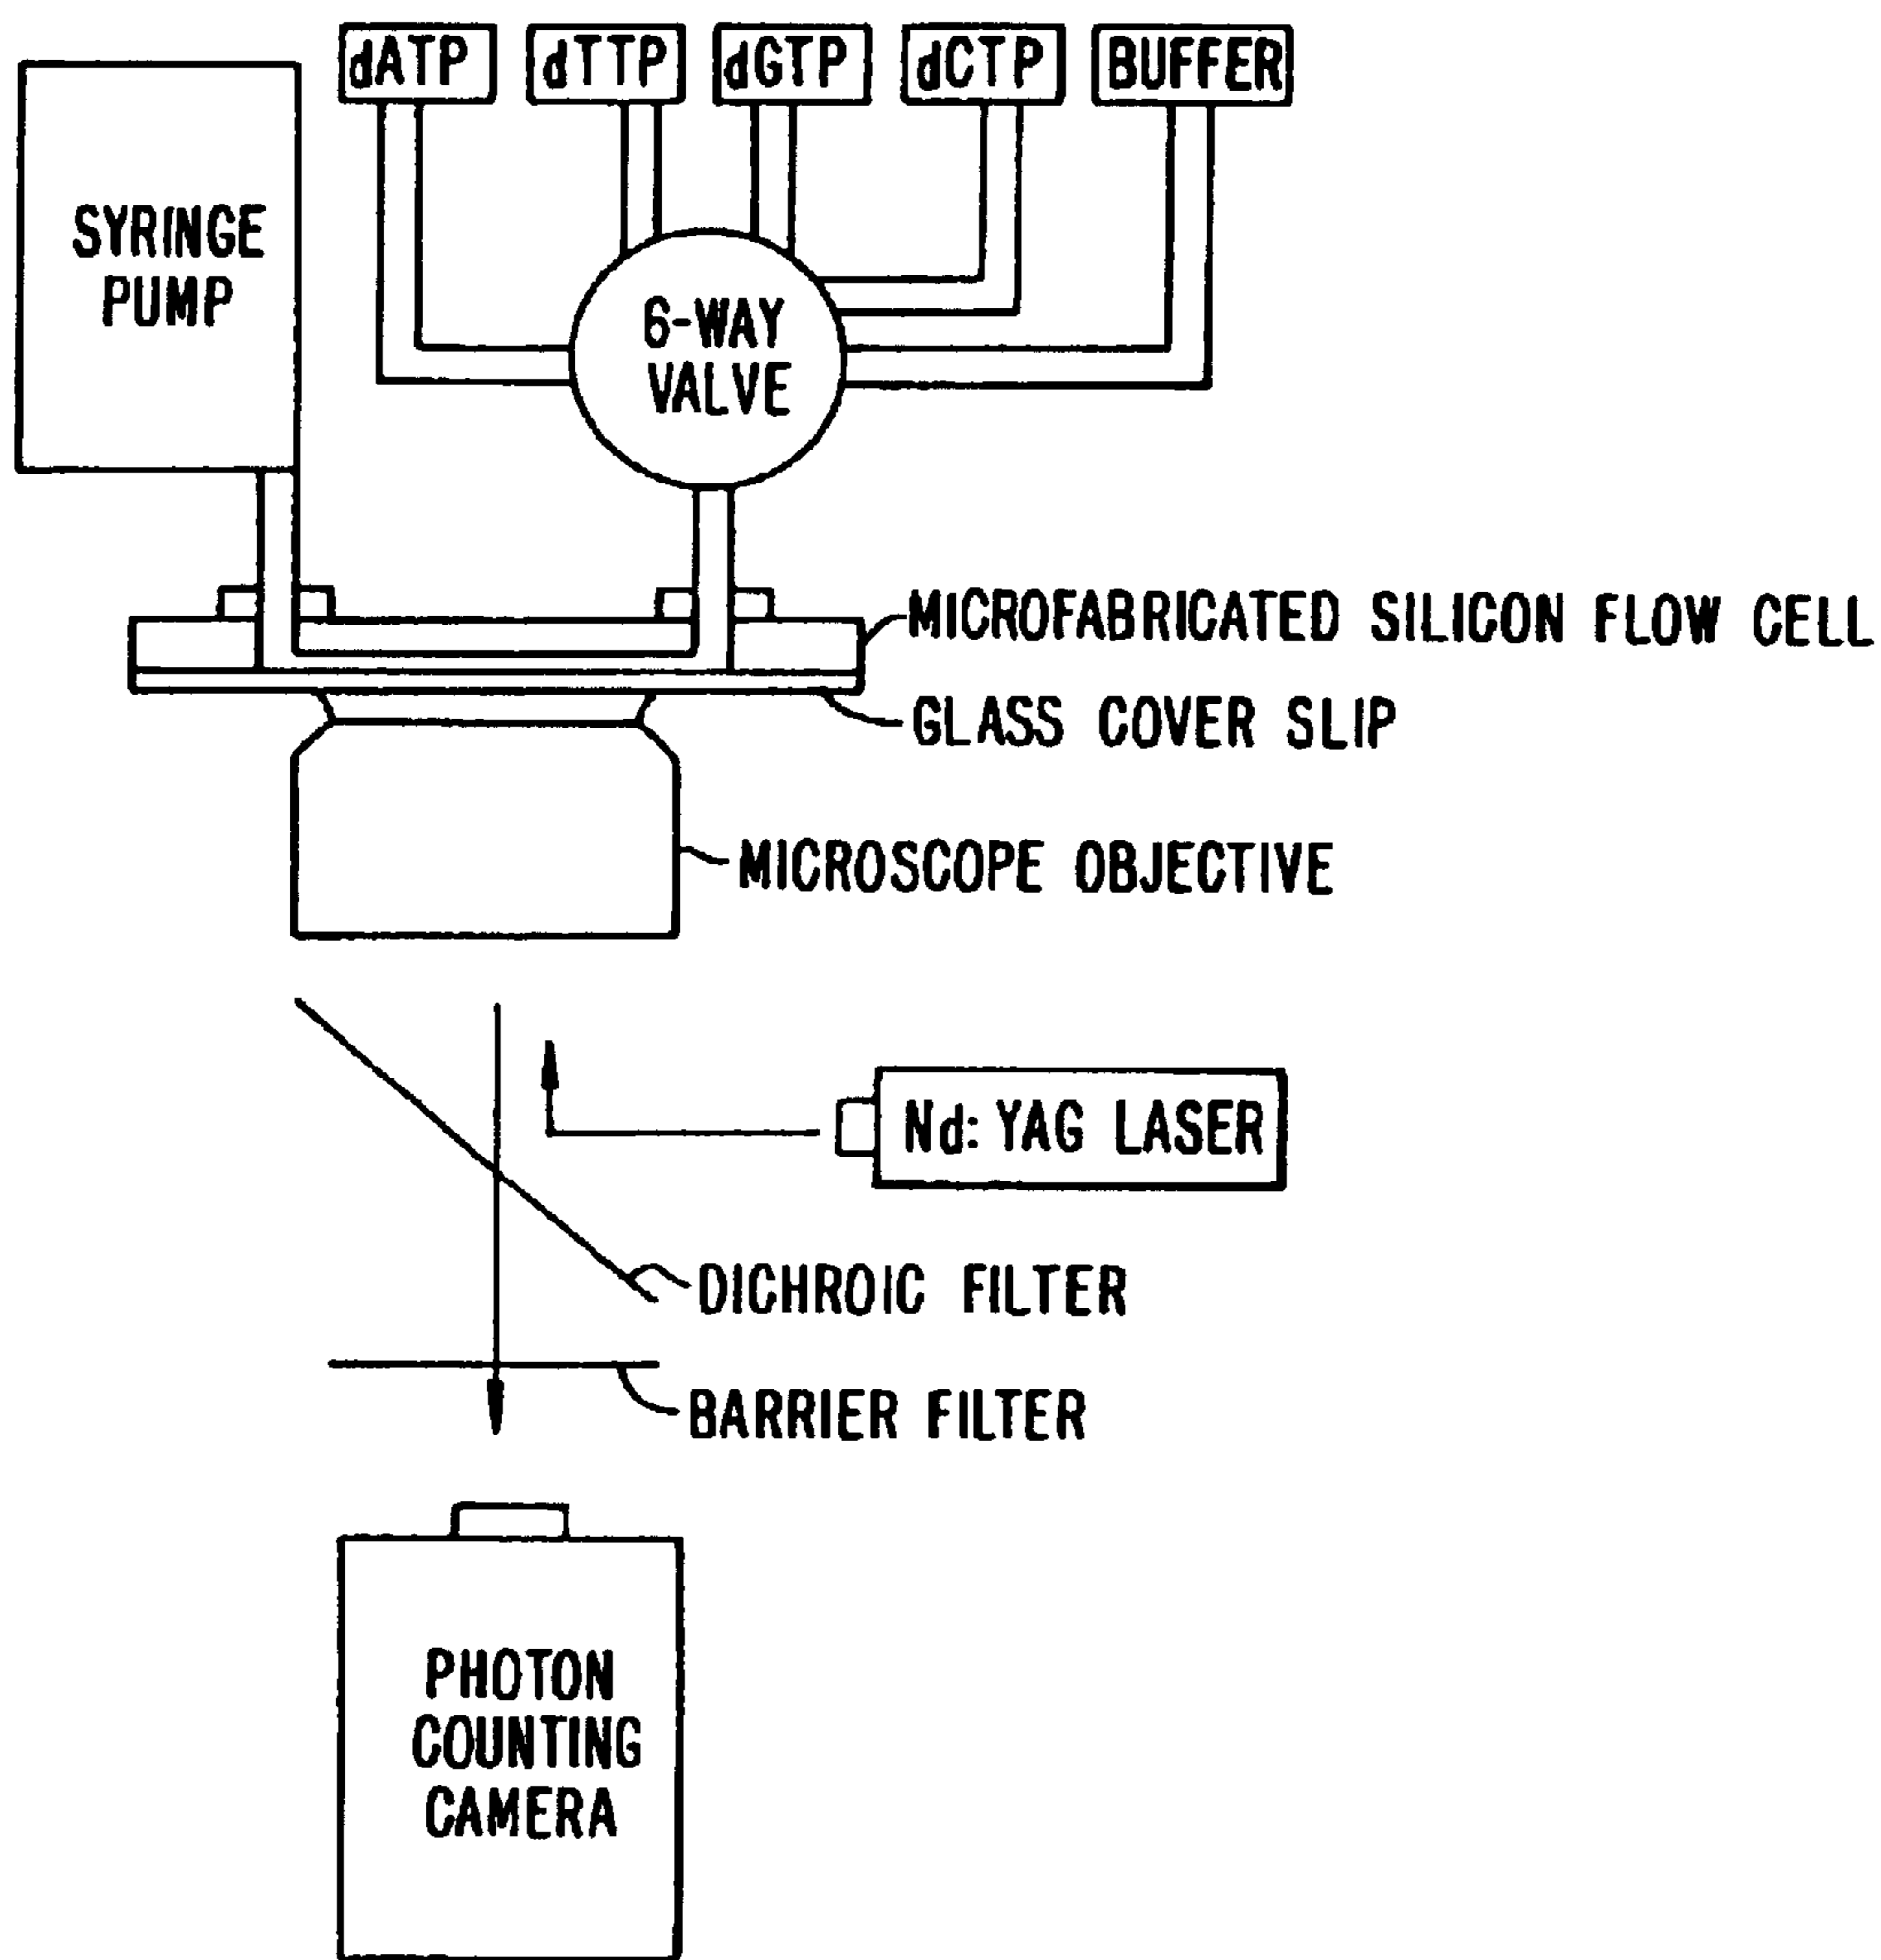 dATP
dTTP
dGTP
dCTP
BUFFER
SYRINGE
PUMP
6-WAY
VALVE
MICROFABRICATED SILICON FLOW CELL
GLASS COVER SLIP
MICROSCOPE OBJECTIVE
Nd: YAG LASER
DICHROIC FILTER
BARRIER FILTER
PHOTON
COUNTING
CAMERA